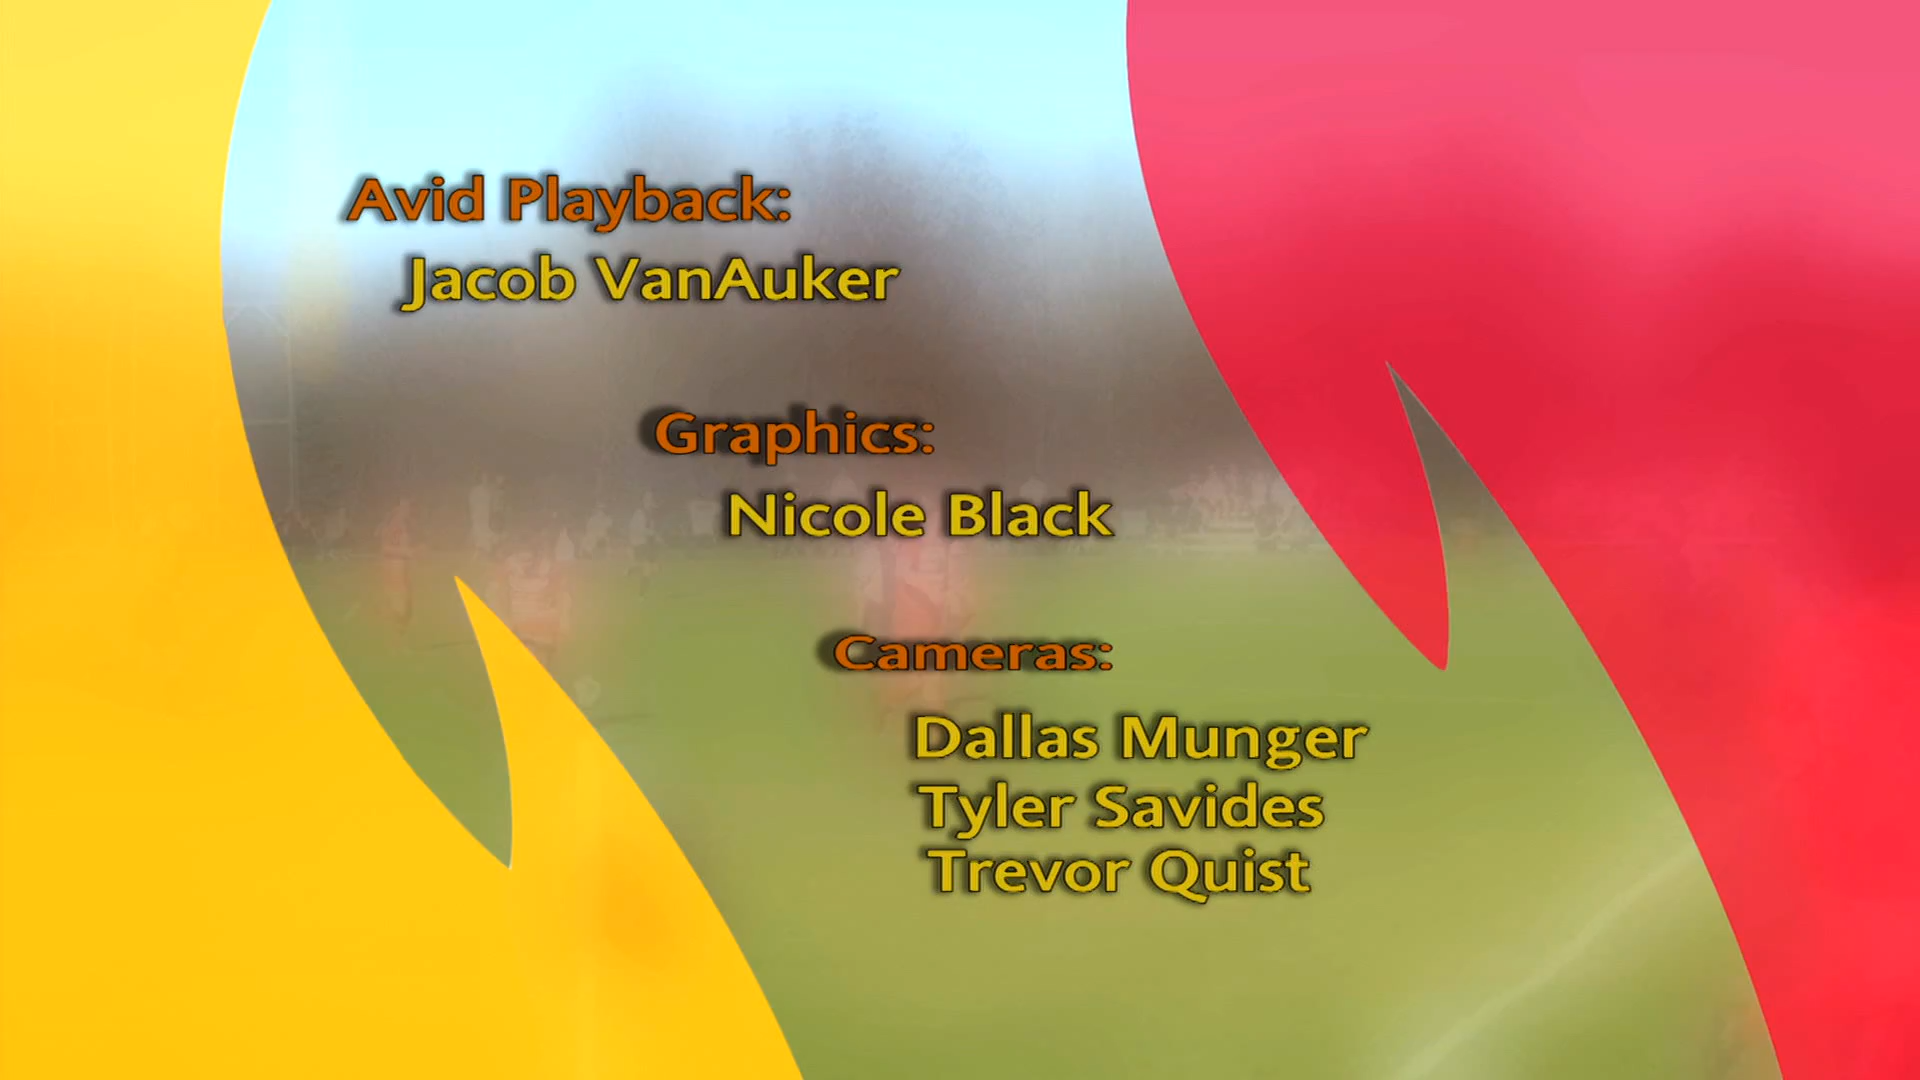 Avid Playback:
Jacob VanAuker
Graphics:
Nicole Black
Cameras:
Dallas Munger
Tyler Savides
Trevor Quist